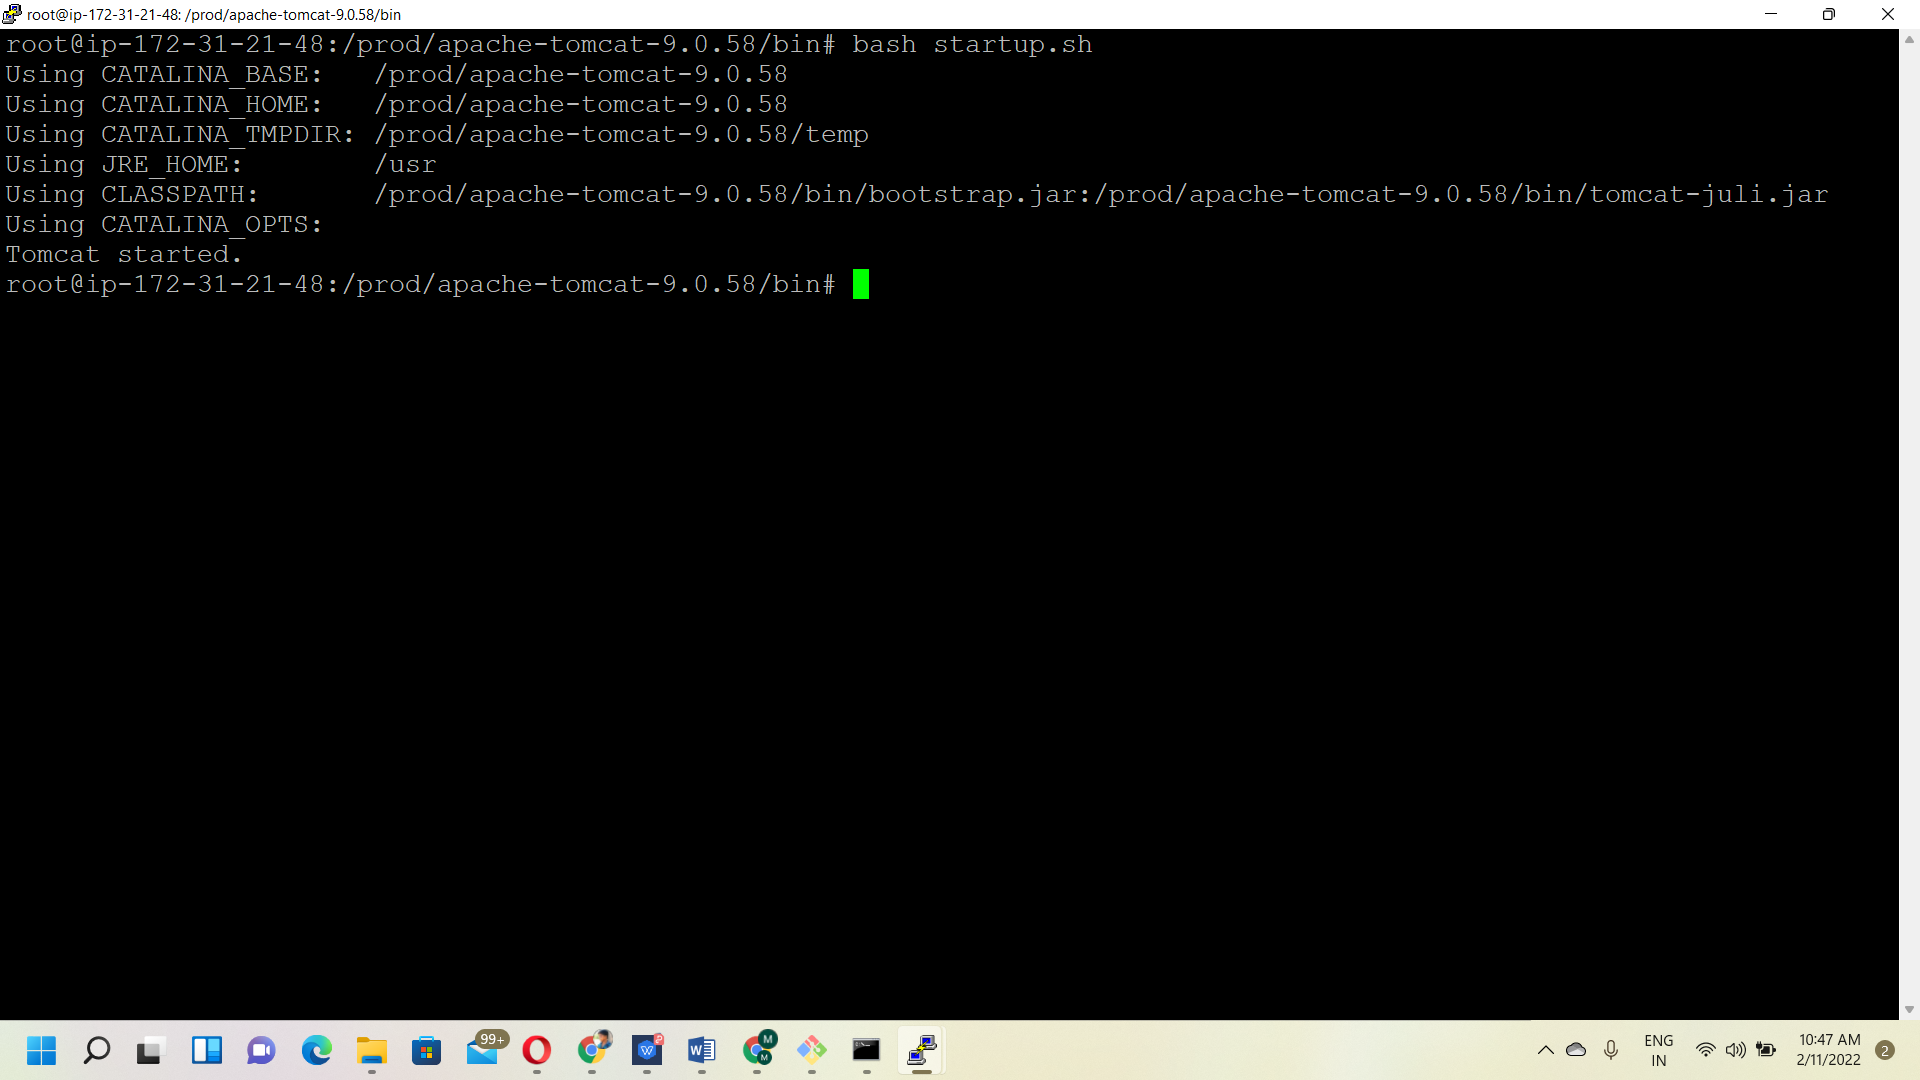 root@ip-172-31-21-48: /prod/apache-tomcat-9.0.58/bin
root@ip-172-31-21-48:/prod/apache-tomcat-9.0.58/bin# bash startup.sh
Using CATALINA_BASE:   /prod/apache-tomcat-9.0.58
Using CATALINA_HOME:   /prod/apache-tomcat-9.0.58
Using CATALINA_TMPDIR: /prod/apache-tomcat-9.0.58/temp
Using JRE_HOME:        /usr
Using CLASSPATH:       /prod/apache-tomcat-9.0.58/bin/bootstrap.jar:/prod/apache-tomcat-9.0.58/bin/tomcat-juli.jar
Using CATALINA_OPTS:
Tomcat started.
root@ip-172-31-21-48:/prod/apache-tomcat-9.0.58/bin#
99+
W
W
M
M
ENG
IN
10:47 AM
2/11/2022
2